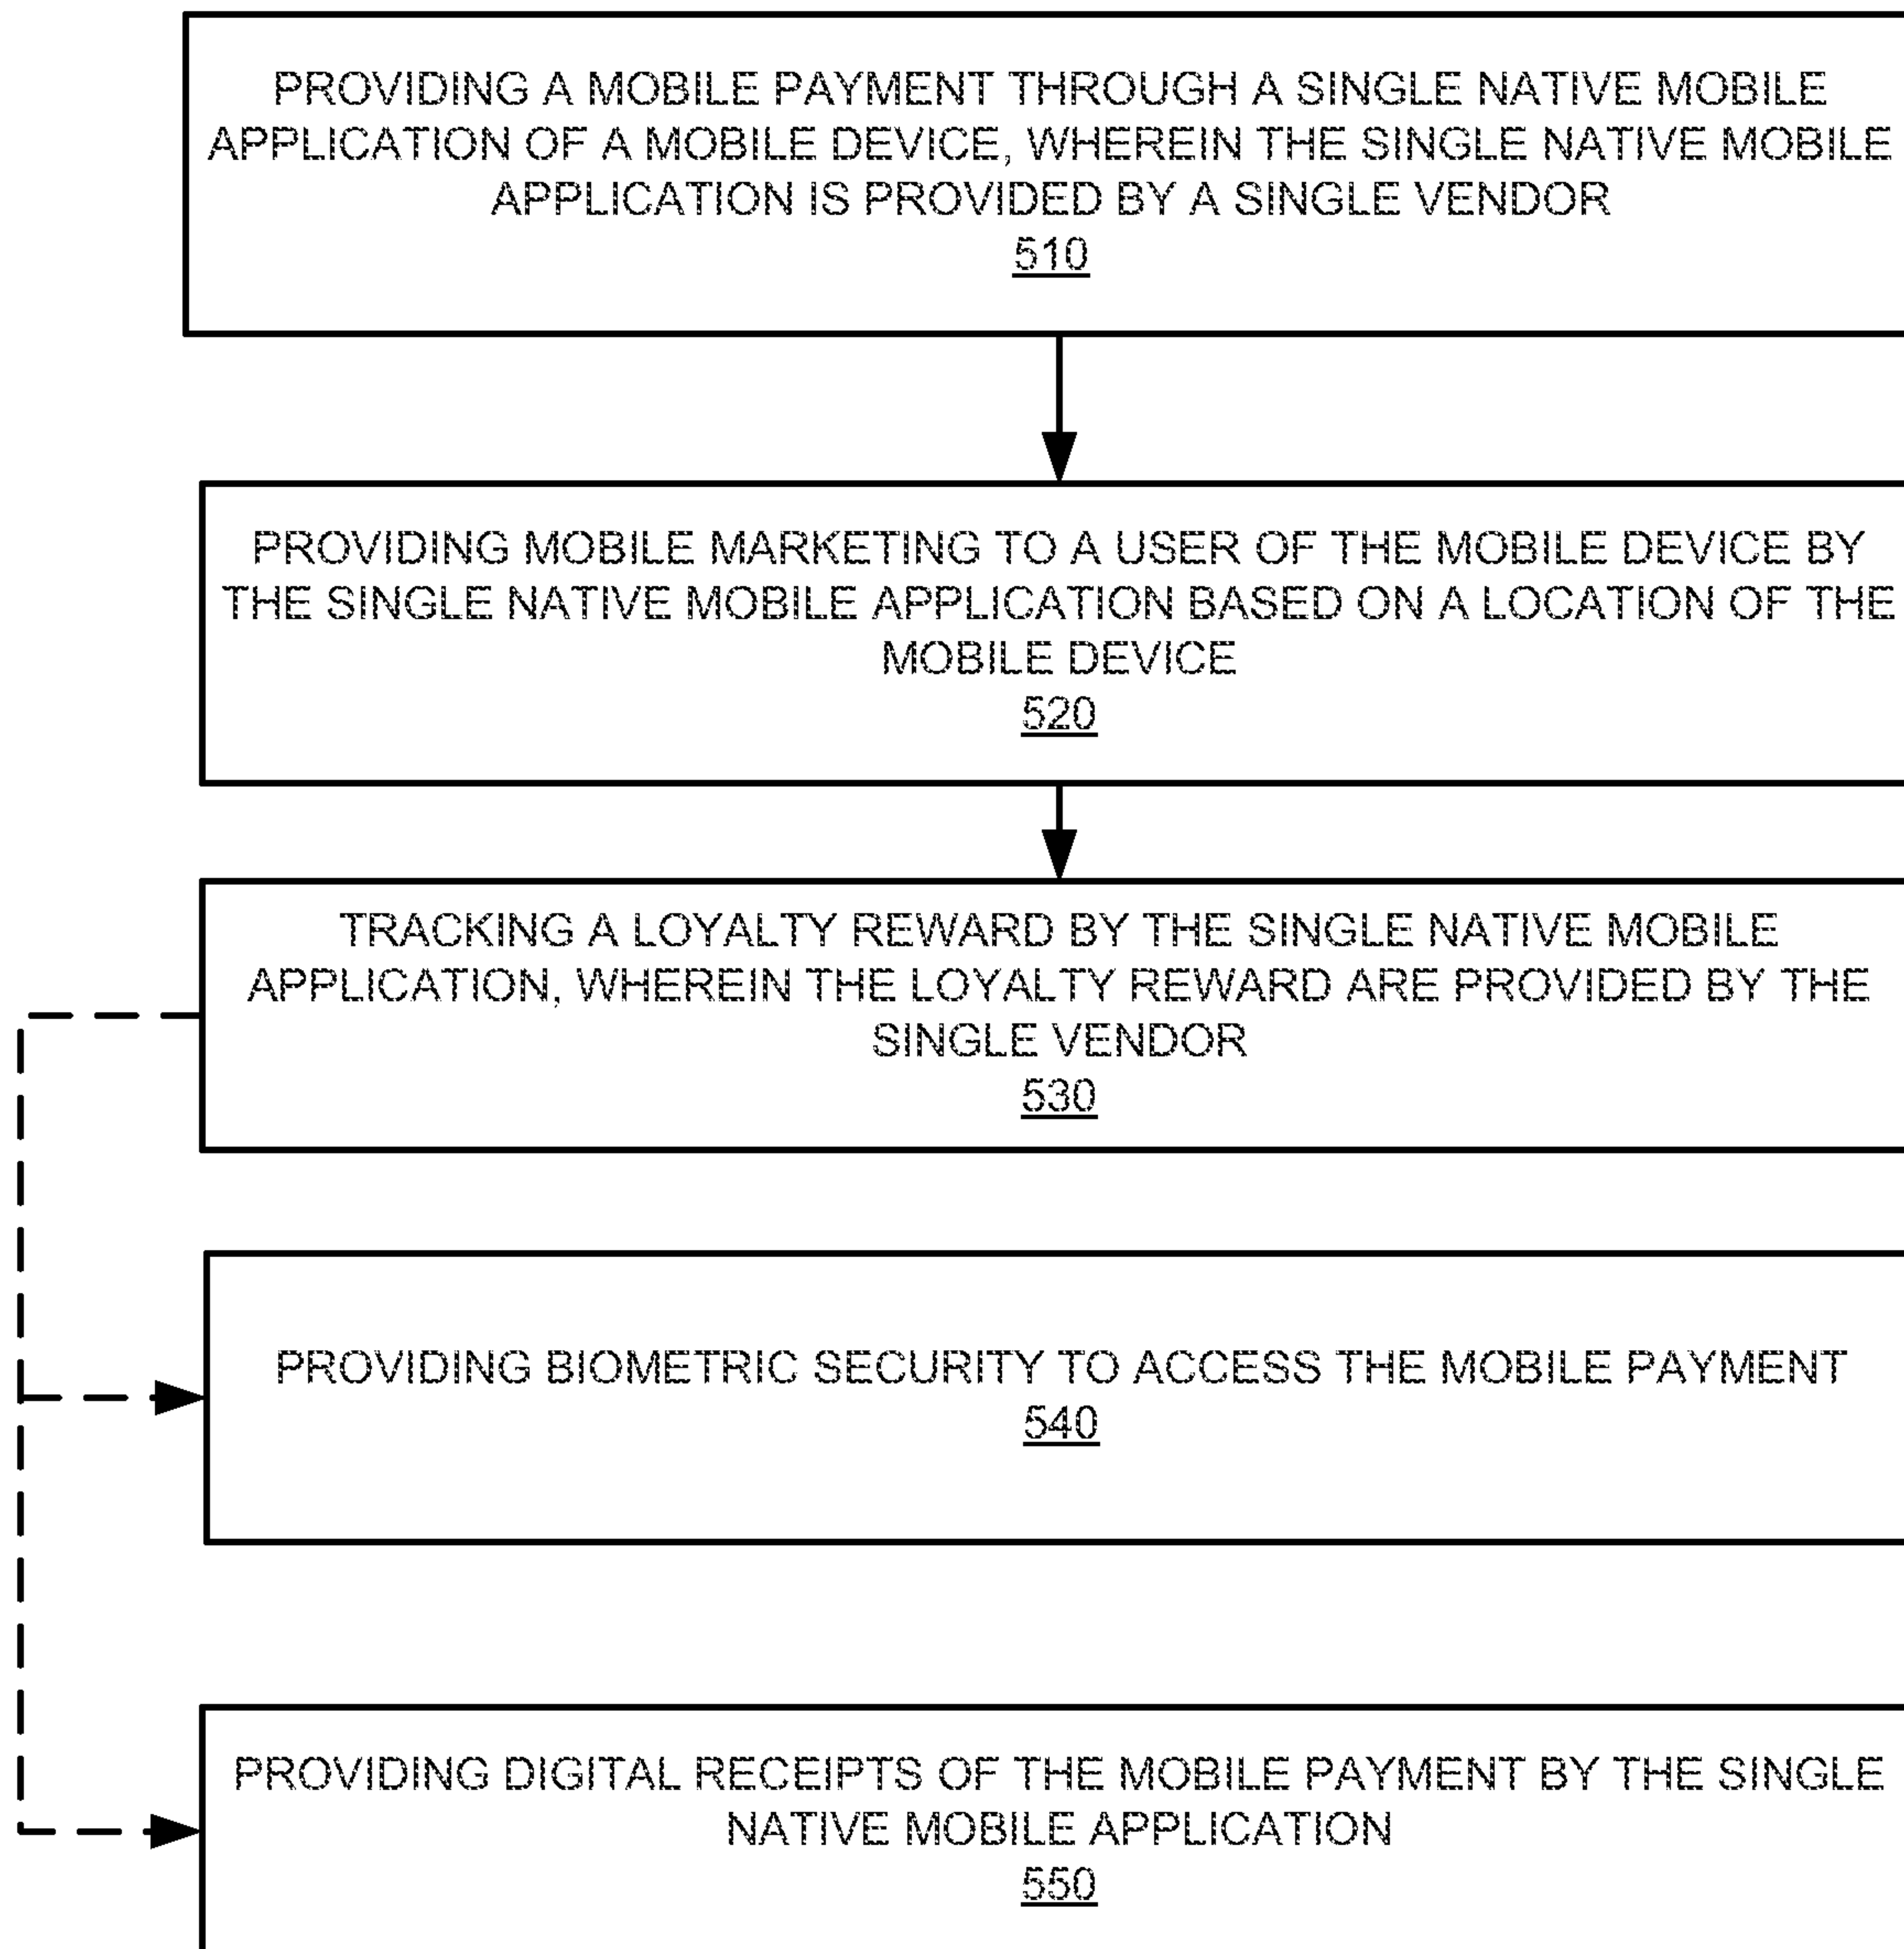 PROVIDING A MOBILE PAYMENT THROUGH A SINGLE NATIVE MOBILE
APPLICATION OF A MOBILE DEVICE, WHEREIN THE SINGLE NATIVE MOBILE
APPLICATION IS PROVIDED BY A SINGLE VENDOR
510
PROVIDING MOBILE MARKETING TO A USER OF THE MOBILE DEVICE BY
THE SINGLE NATIVE MOBILE APPLICATION BASED ON A LOCATION OF THE
MOBILE DEVICE
520
TRACKING A LOYALTY REWARD BY THE SINGLE NATIVE MOBILE
APPLICATION, WHEREIN THE LOYALTY REWARD ARE PROVIDED BY THE
SINGLE VENDOR
530
PROVIDING BIOMETRIC SECURITY TO ACCESS THE MOBILE PAYMENT
540
PROVIDING DIGITAL RECEIPTS OF THE MOBILE PAYMENT BY THE SINGLE
NATIVE MOBILE APPLICATION
550